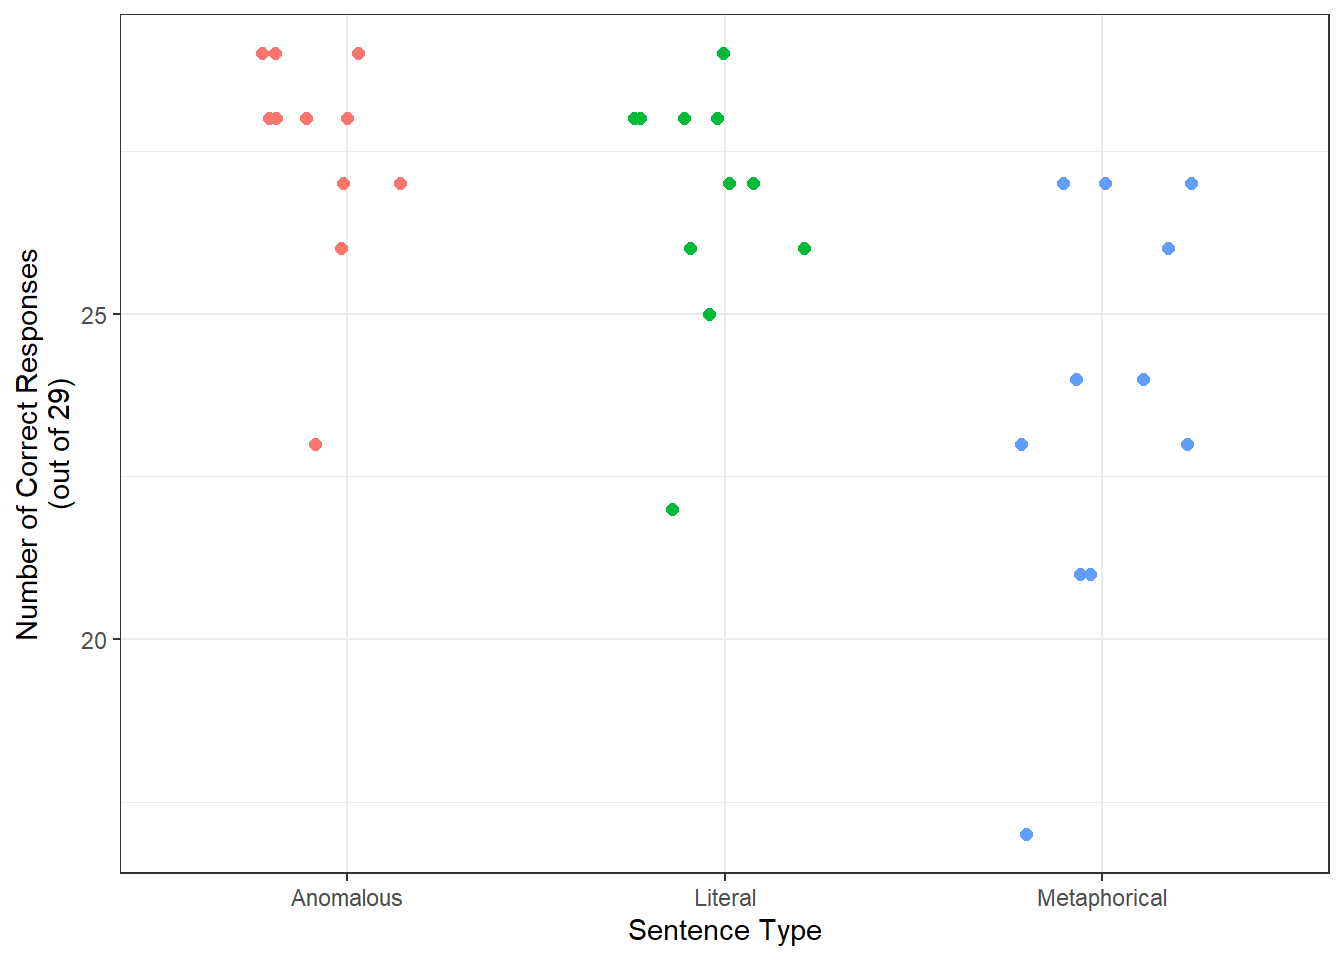 Number of Correct Responses
(out of 29)
25
20
Anomalous
Literal
Metaphorical
Sentence Type